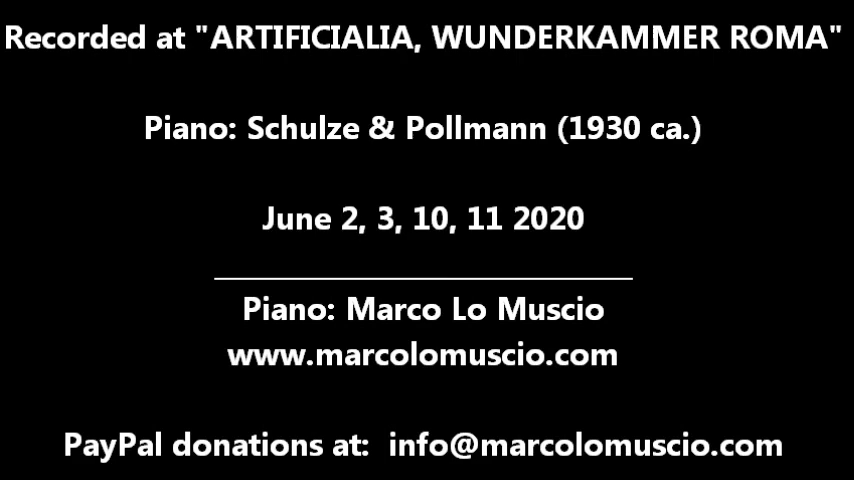 Recorded at "ARTIFICIALIA, WUNDERKAMMER ROMA"
Piano: Schulze & Pollmann (1930 ca.)
June 2, 3, 10, 11 2020
Piano: Marco Lo Muscio
www.marcolomuscio.com
PayPal donations at:  info@marcolomuscio.com